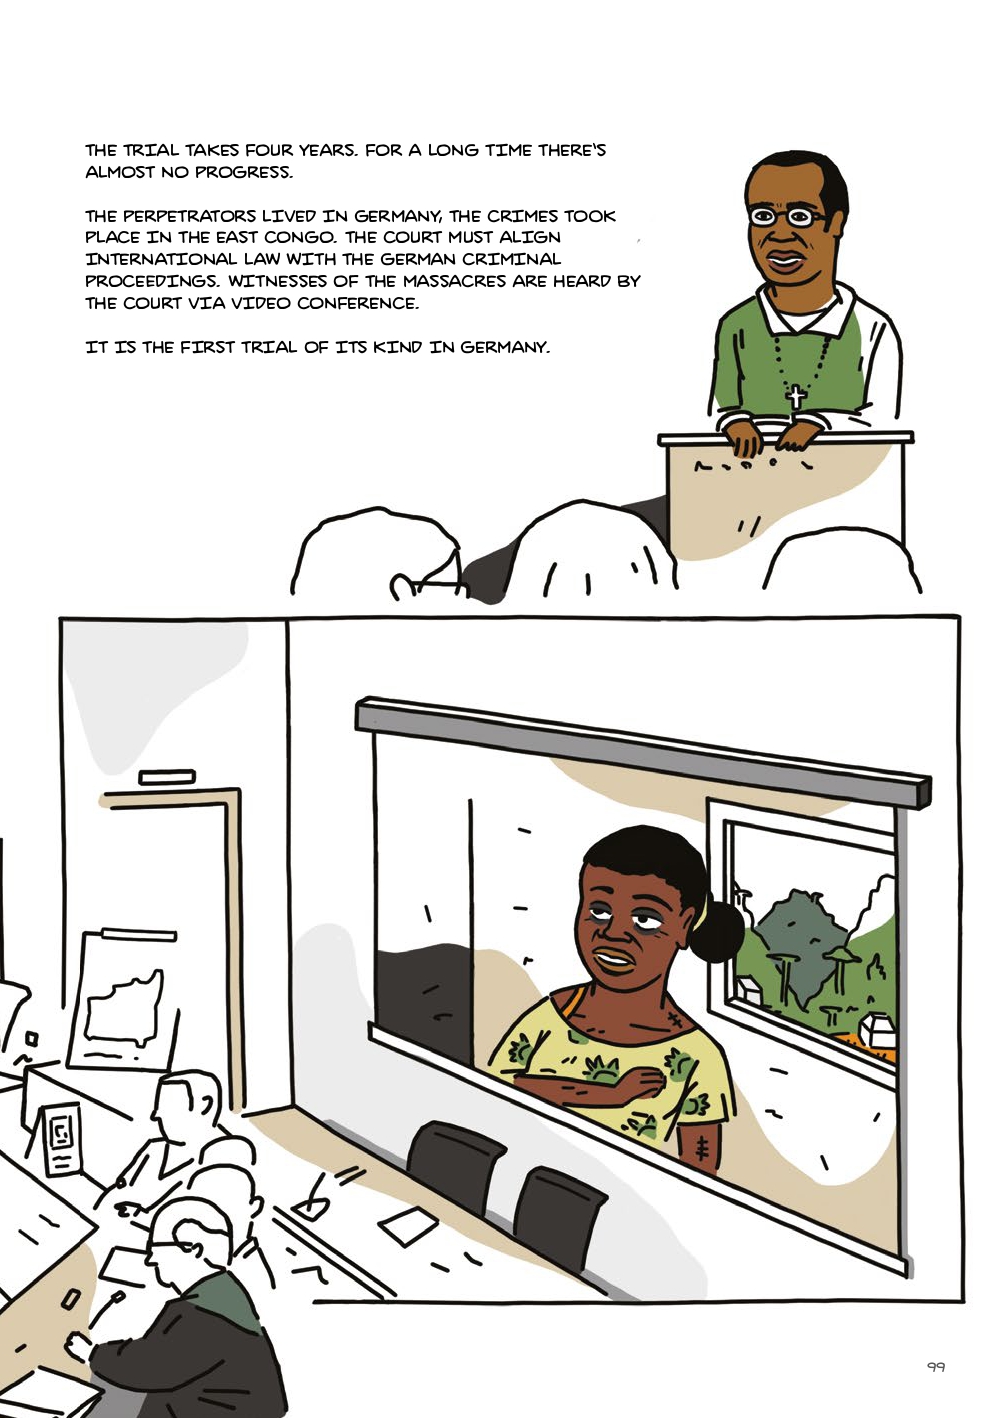 THE TRIAL TAKES FOUR YEARS. FOR A LONG TIME THERE'S
ALMOST NO PROGRESS.
THE PERPETRATORS LIVED IN GERMANY, THE CRIMES TOOK
PLACE IN THE EAST CONGO. THE COURT MUST ALIGN
INTERNATIONAL LAW WITH THE GERMAN CRIMINAL
PROCEEDINGS. WITNESSES OF THE MASSACRES ARE HEARD BY
THE COURT VIA VIDEO CONFERENCE.
IT IS THE FIRST TRIAL OF ITS KIND IN GERMANY.
99